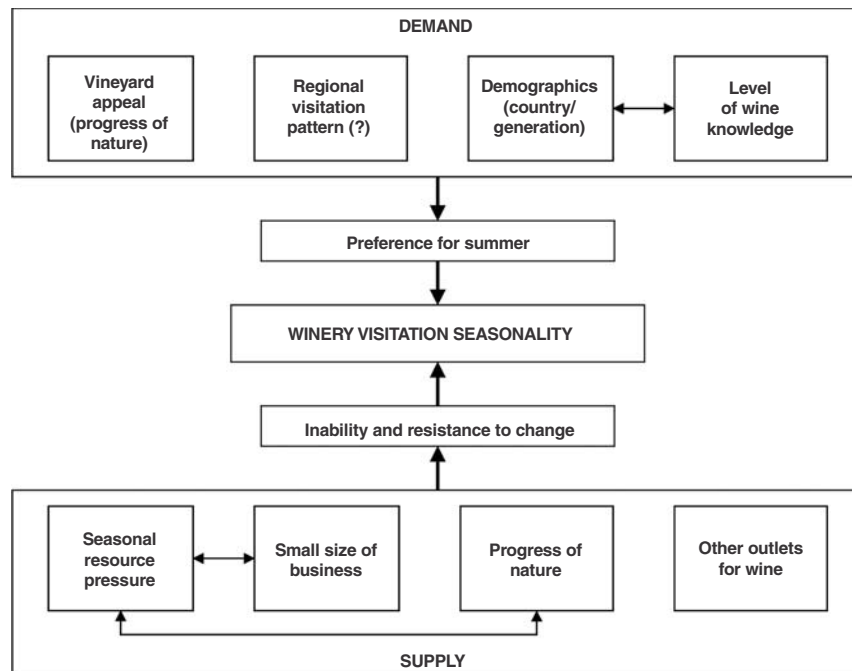 DEMAND
Vineyard
appeal
(progress of
nature)
Regional
visitation
pattern (?)
Demographics
(country/
generation)
Level
of wine
knowledge
Preference for summer
WINERY VISITATION SEASONALITY
Inability and resistance to change
Seasonal
resource
pressure
Small size of
business
Progress of
nature
Other outlets
for wine
SUPPLY